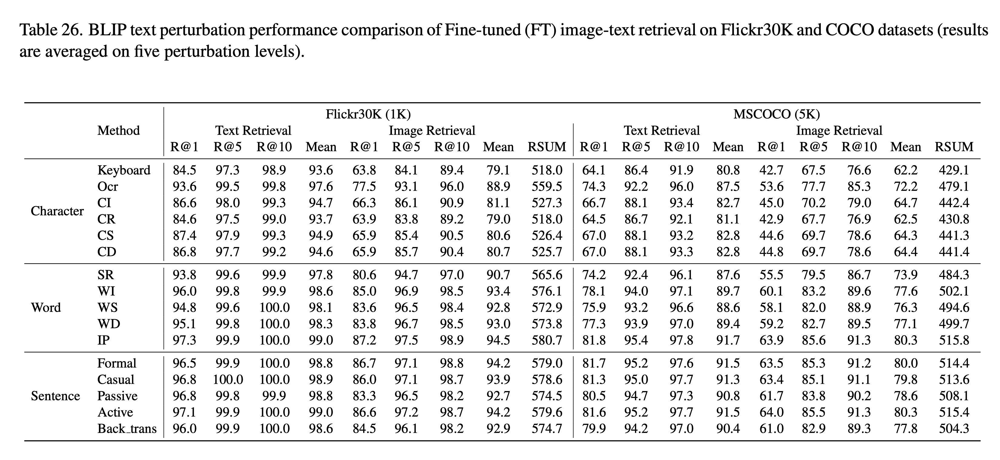 Table 26. BLIP text perturbation performance comparison of Fine-tuned (FT) image-text retrieval on Flickr30K and COCO datasets (results
are averaged on five perturbation levels).
Flickr30K (1K) MSCOCO (5K)
Method Text Retrieval Image Retrieval Text Retrieval Image Retrieval
R@1 R@5 R@10 Mean R@1 R@5 R@10 Mean RSUM R@1 R@5 R@10 Mean R@1 R@5 R@10 Mean RSUM
Keyboard 84.5 97.3 98.9 93.6 63.8 84.1 89.4 79.1 518.0 64.1 86.4 91.9 80.8 42.7 67.5 76.6 62.2 429.1
Ocr 93.6 99.5 99.8 97.6 77.5 93.1 96.0 88.9 559.5 74.3 92.2 96.0 87.5 53.6 77.7 85.3 72.2 479.1
CI 86.6 98.0 99.3 94.7 66.3 86.1 90.9 81.1 527.3 66.7 88.1 93.4 82.7 45.0 70.2 79.0 64.7 442.4
Character
CR 84.6 97.5 99.0 93.7 63.9 83.8 89.2 79.0 518.0 64.5 86.7 92.1 81.1 42.9 67.7 76.9 62.5 430.8
CS 87.4 97.9 99.3 94.9 65.9 85.4 90.5 80.6 526.4 67.0 88.1 93.2 82.8 44.6 69.7 78.6 64.3 441.3
CD 86.8 97.7 99.2 94.6 65.9 85.7 90.4 80.7 525.7 67.0 88.1 93.3 82.8 44.8 69.7 78.6 64.4 441.4
SR 93.8 99.6 99.9 97.8 80.6 94.7 97.0 90.7 565.6 74.2 92.4 96.1 87.6 55.5 79.5 86.7 73.9 484.3
WI 96.0 99.8 99.9 98.6 85.0 96.9 98.5 93.4 576.1 78.1 94.0 97.1 89.7 60.1 83.2 89.6 77.6 502.1
Word WS 94.8 99.6 100.0 98.1 83.6 96.5 98.4 92.8 572.9 75.9 93.2 96.6 88.6 58.1 82.0 88.9 76.3 494.6
WD 95.1 99.8 100.0 98.3 83.8 96.7 98.5 93.0 573.8 77.3 93.9 97.0 89.4 59.2 82.7 89.5 77.1 499.7
IP 97.3 99.9 100.0 99.0 87.2 97.5 98.9 94.5 580.7 81.8 95.4 97.8 91.7 63.9 85.6 91.3 80.3 515.8
Formal 96.5 99.9 100.0 98.8 86.7 97.1 98.8 94.2 579.0 81.7 95.2 97.6 91.5 63.5 85.3 91.2 80.0 514.4
Casual 96.8 100.0 100.0 98.9 86.0 97.1 98.7 93.9 578.6 81.3 95.0 97.7 91.3 63.4 85.1 91.1 79.8 513.6
Sentence Passive 96.8 99.8 99.9 98.8 83.3 96.5 98.2 92.7 574.5 80.5 94.7 97.3 90.8 61.7 83.8 90.2 78.6 508.1
Active 97.1 99.9 100.0 99.0 86.6 97.2 98.7 94.2 579.6 81.6 95.2 97.7 91.5 64.0 85.5 91.3 80.3 515.4
Back_trans 96.0 99.9 100.0 98.6 84.5 96.1 98.2 92.9 574.7 79.9 94.2 97.0 90.4 61.0 82.9 89.3 77.8 504.3